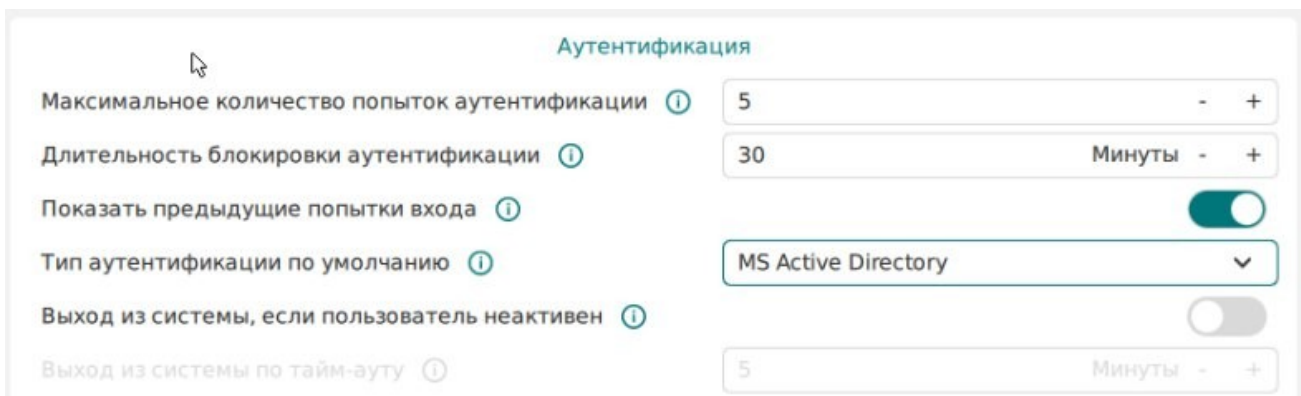 Аутентификация
Максимальное количество попыток аутентификации 5 - +
Длительность блокировки аутентификации 30 Минуты - +
Показать предыдущие попытки входа
Тип аутентификации по умолчанию MS Active Directory
Выход из системы, если пользователь неактивен
Выход из системы по тайм-ауту 5 Минуты - +